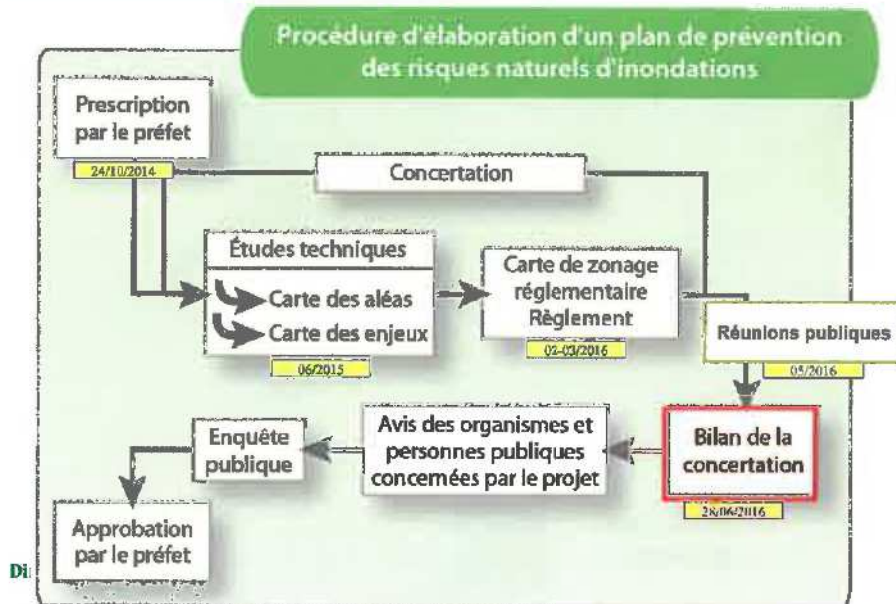 Procédure d'élaboration d'un plan de prévention
des risques naturels d'inondations
Prescription
par le préfet
24/10/2014
Concertation
Études techniques
Carte des aléas
Carte des enjeux
06/2015
Carte de zonage
réglementaire
Règlement
02-03/2016
Réunions publiques
05/2016
Bilan de la
concertation
28/06/2016
Avis des organismes et
personnes publiques
concernées par le projet
Enquête
publique
Approbation
par le préfet